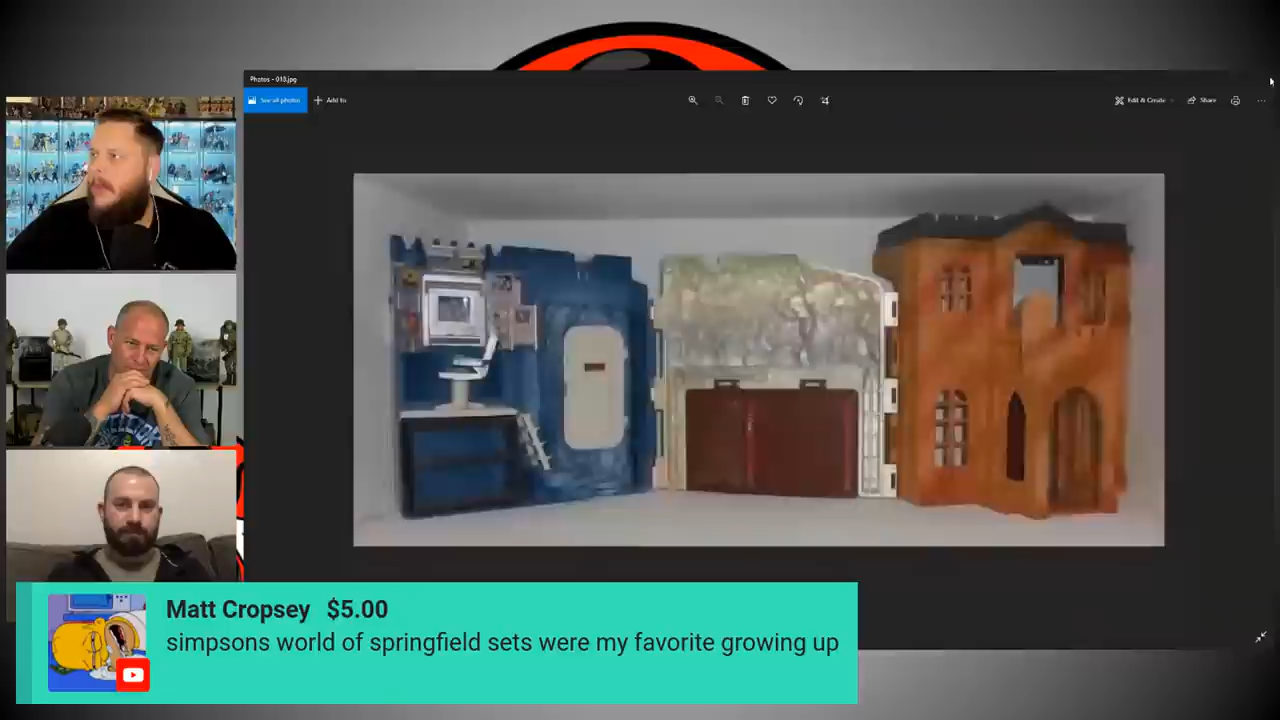 Photos - 013.jpg
See all photos
Add to
Edit & Create
Share
Matt Cropsey $5.00
simpsons world of springfield sets were my favorite growing up